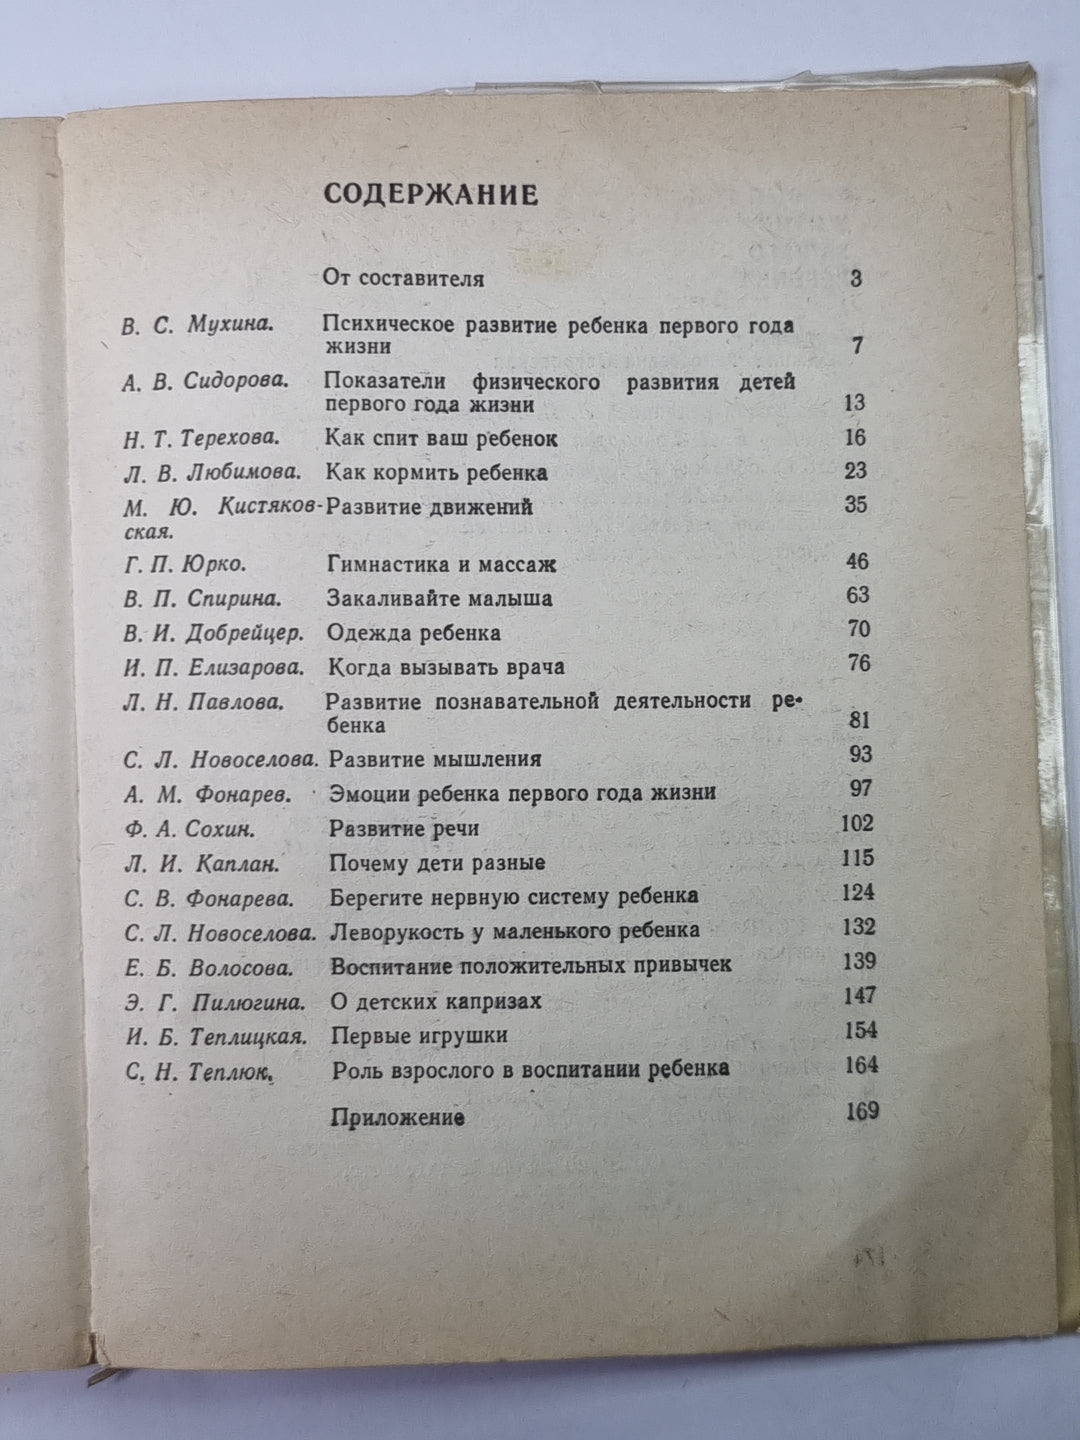 СОДЕРЖАНИЕ
От составителя 3
В. С. Мухина. Психическое развитие ребенка первого года
жизни 7
А. В. Сидорова. Показатели физического развития детей
первого года жизни 13
Н. Т. Терехова. Как спит ваш ребенок 16
Л. В. Любимова. Как кормить ребенка 23
М. Ю. Кистяков- Развитие движений 35
ская.
Г. П. Юрко. Гимнастика и массаж 46
В. П. Спирина. Закаливайте малыша 63
В. И. Добрейцер. Одежда ребенка 70
И. П. Елизарова. Когда вызывать врача 76
Л. Н. Павлова. Развитие познавательной деятельности ре-
бенка 81
С. Л. Новоселова. Развитие мышления 93
А. М. Фонарев. Эмоции ребенка первого года жизни 97
Ф. А. Сохин. Развитие речи 102
Л. И. Каплан. Почему дети разные 115
С. В. Фонарева. Берегите нервную систему ребенка 124
С. Л. Новоселова. Леворукость у маленького ребенка 132
Е. Б. Волосова. Воспитание положительных привычек 139
Э. Г. Пилюгина. О детских капризах 147
И. Б. Теплицкая. Первые игрушки 154
С. Н. Теплюк. Роль взрослого в воспитании ребенка 164
Приложение 169